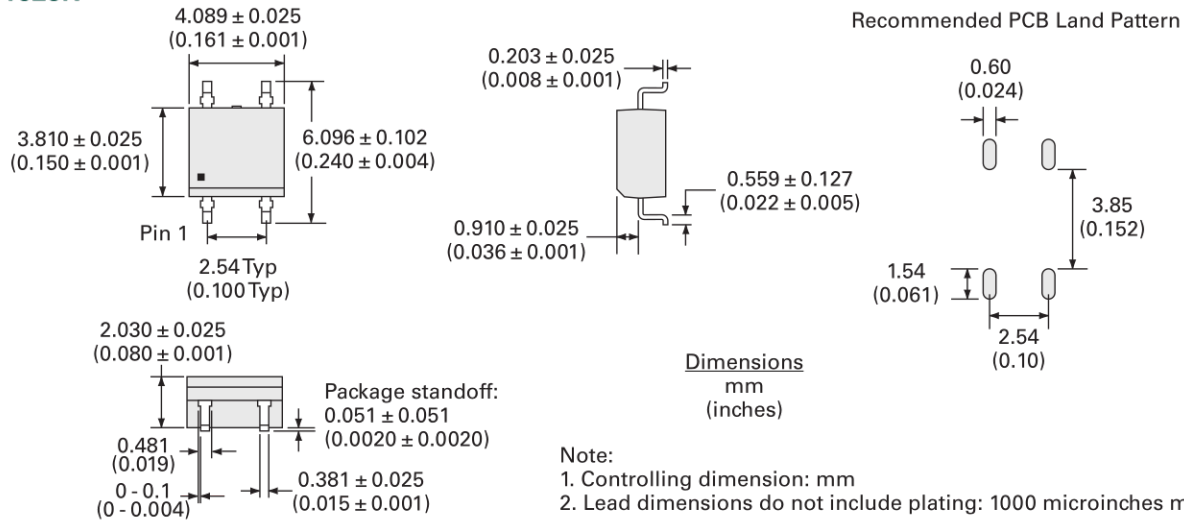 4.089 ± 0.025
(0.161 ± 0.001)
3.810 ± 0.025
(0.150 ± 0.001)
6.096 ± 0.102
(0.240 ± 0.004)
Pin 1
2.54 Typ
(0.100 Typ)
0.203 ± 0.025
(0.008 ± 0.001)
0.559 ± 0.127
(0.022 ± 0.005)
0.910 ± 0.025
(0.036 ± 0.001)
Recommended PCB Land Pattern
0.60
(0.024)
3.85
(0.152)
1.54
(0.061)
2.54
(0.10)
2.030 ± 0.025
(0.080 ± 0.001)
Package standoff:
0.051 ± 0.051
(0.0020 ± 0.0020)
0.481
(0.019)
0 - 0.1
(0 - 0.004)
0.381 ± 0.025
(0.015 ± 0.001)
Dimensions
mm
(inches)
Note:
1. Controlling dimension: mm
2. Lead dimensions do not include plating: 1000 microinches